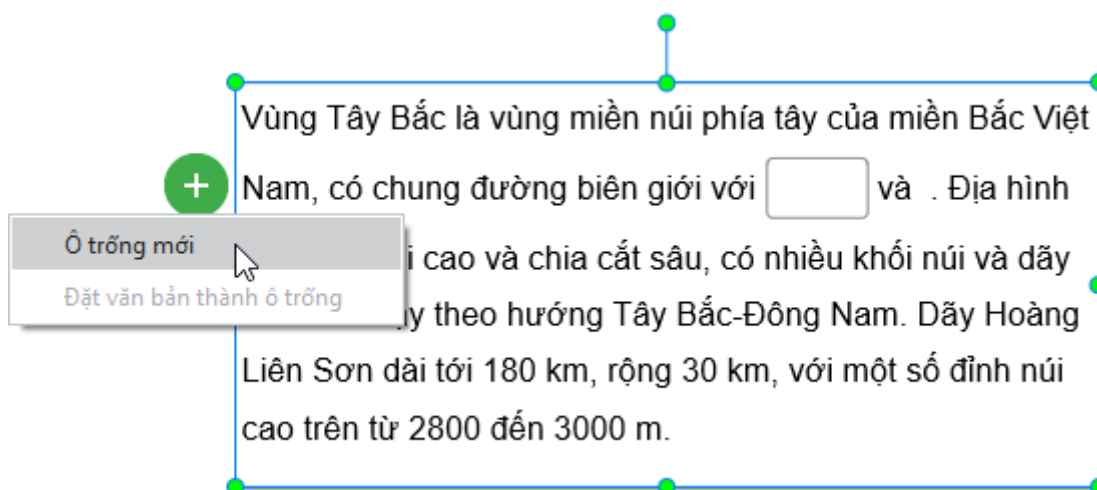 Vùng Tây Bắc là vùng miền núi phía tây của miền Bắc Việt
Nam, có chung đường biên giới với và . Địa hình
Ô trống mới
Đặt văn bản thành ô trống
cao và chia cắt sâu, có nhiều khối núi và dãy
theo hướng Tây Bắc-Đông Nam. Dãy Hoàng
Liên Sơn dài tới 180 km, rộng 30 km, với một số đỉnh núi
cao trên từ 2800 đến 3000 m.